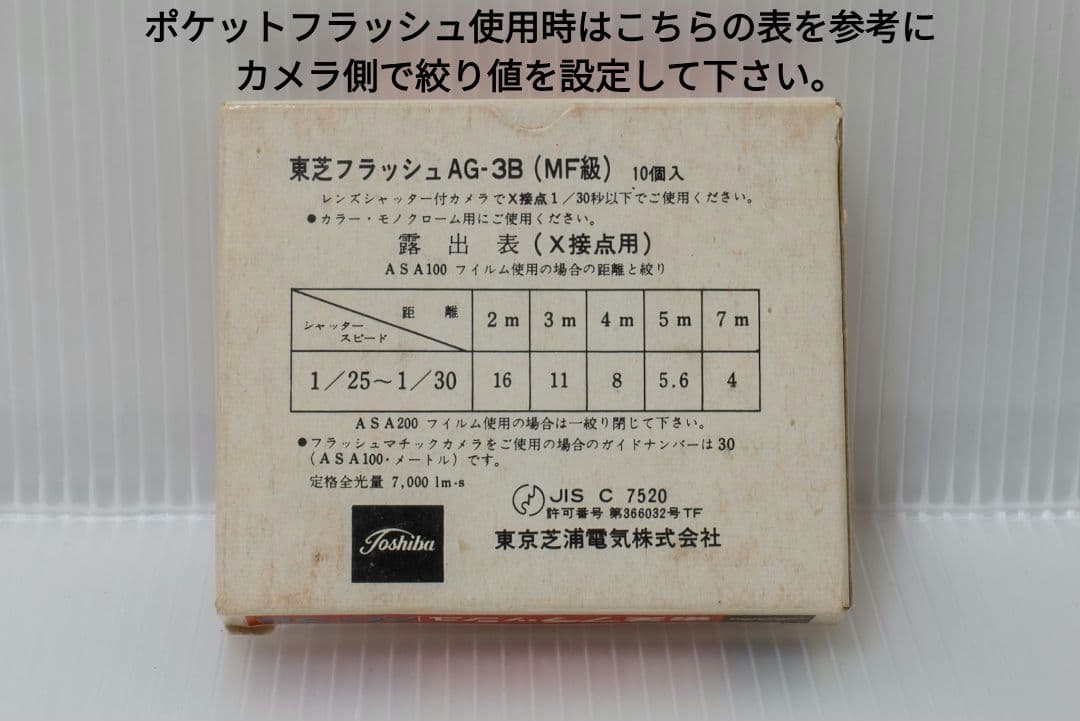 ポケットフラッシュ使用時はこちらの表を参考に
カメラ側で絞り値を設定して下さい。
東芝フラッシュ AG-3B (MF級) 10個入
レンズシャッター付カメラでX接点1/30秒以下でご使用ください。
●カラー・モノクローム用にご使用ください。
露出表(X接点用)
ASA100 フィルム使用の場合の距離と絞り
距離 2m 3m 4m 5m 7m
シャッタースピード
1/25~1/30 16 11 8 5.6 4
ASA200 フィルム使用の場合は一絞り閉じて下さい。
●フラッシュマチックカメラをご使用の場合のガイドナンバーは30
(ASA100・メートル)です。
定格全光量 7,000 lm·s
JIS C 7520
許可番号 第366032号TF
Toshiba
東京芝浦電気株式会社